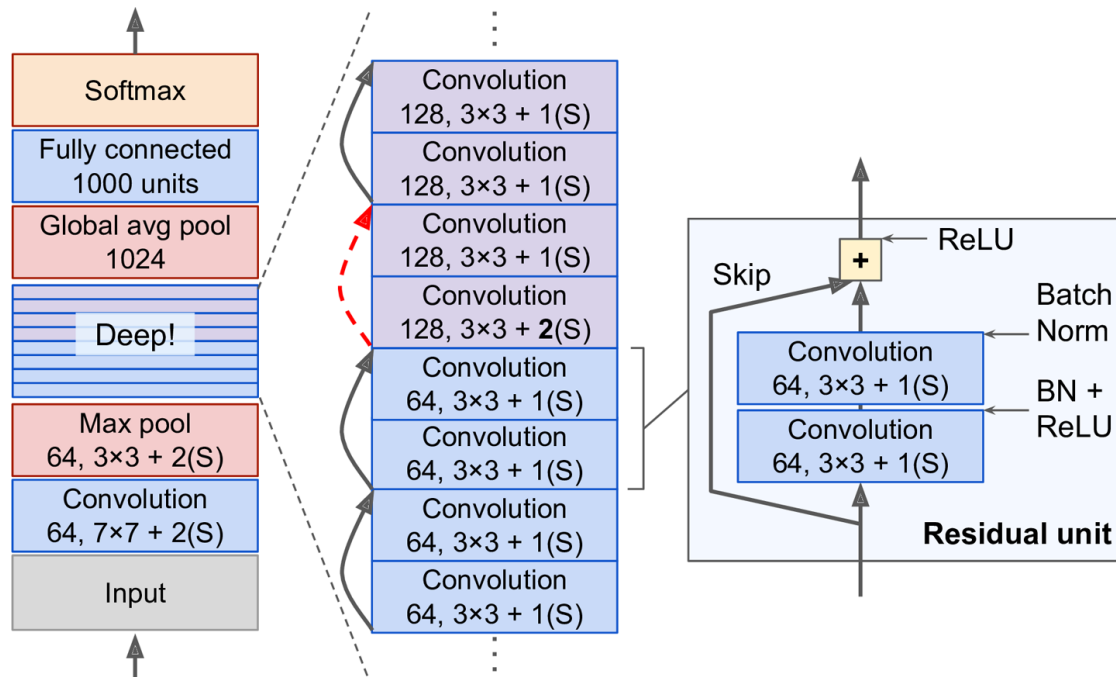 Softmax
Fully connected
1000 units
Global avg pool
1024
Deep!
Max pool
64, 3×3 + 2(S)
Convolution
64, 7×7 + 2(S)
Input
Convolution
128, 3×3 + 1(S)
Convolution
128, 3×3 + 1(S)
Convolution
128, 3×3 + 1(S)
Convolution
128, 3×3 + 2(S)
Convolution
64, 3×3 + 1(S)
Convolution
64, 3×3 + 1(S)
Convolution
64, 3×3 + 1(S)
Convolution
64, 3×3 + 1(S)
+
ReLU
Skip
Batch
Norm
Convolution
64, 3×3 + 1(S)
BN +
ReLU
Convolution
64, 3×3 + 1(S)
Residual unit